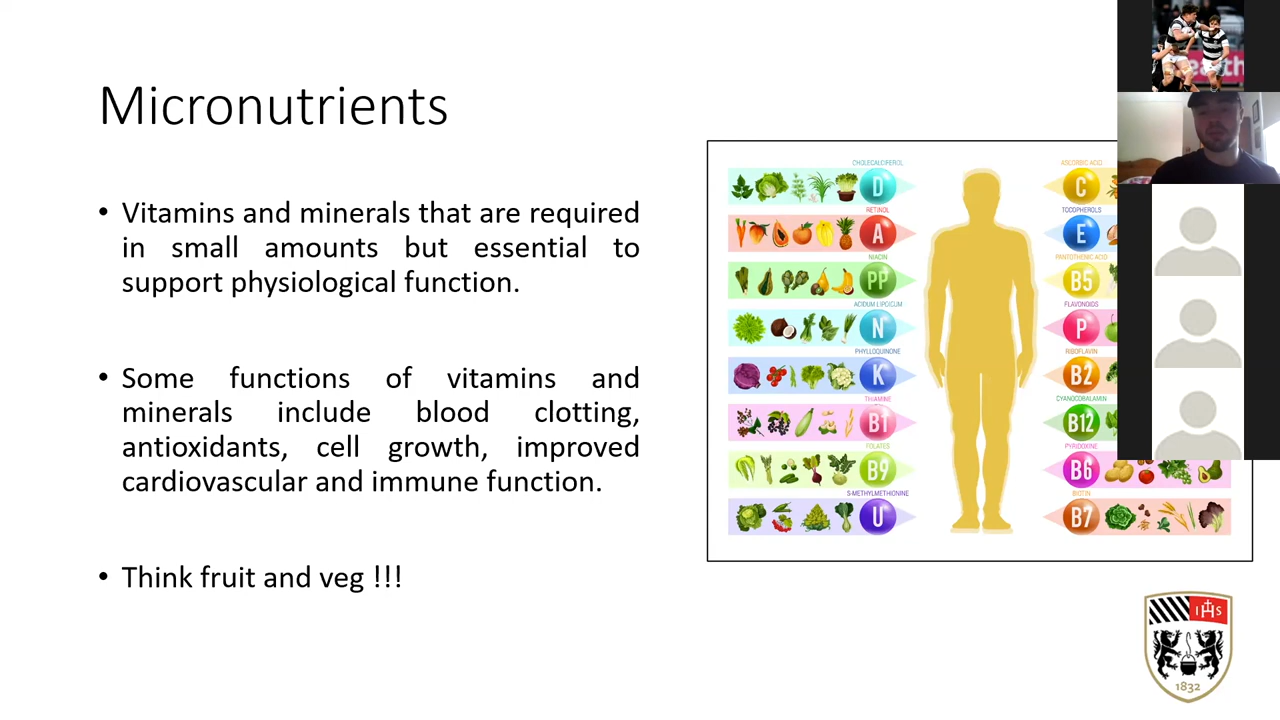 Micronutrients
• Vitamins and minerals that are required
in small amounts but essential to
support physiological function.
• Some functions of vitamins and
minerals include blood clotting,
antioxidants, cell growth, improved
cardiovascular and immune function.
• Think fruit and veg !!!
CHOLECALCIFEROL
D
RETINOL
A
NIACIN
PP
ACIDUM LIPOICUM
N
PHYLLOQUINONE
K
THIAMINE
B1
FOLATES
B9
S-METHYLMETHIONINE
U
ASCORBIC ACID
C
TOCOPHEROLS
E
PANTOTHENIC ACID
B5
FLAVONOIDS
P
RIBOFLAVIN
B2
CYANOCOBALAMIN
B12
PYRIDOXINE
B6
BIOTIN
B7
IHS
1832